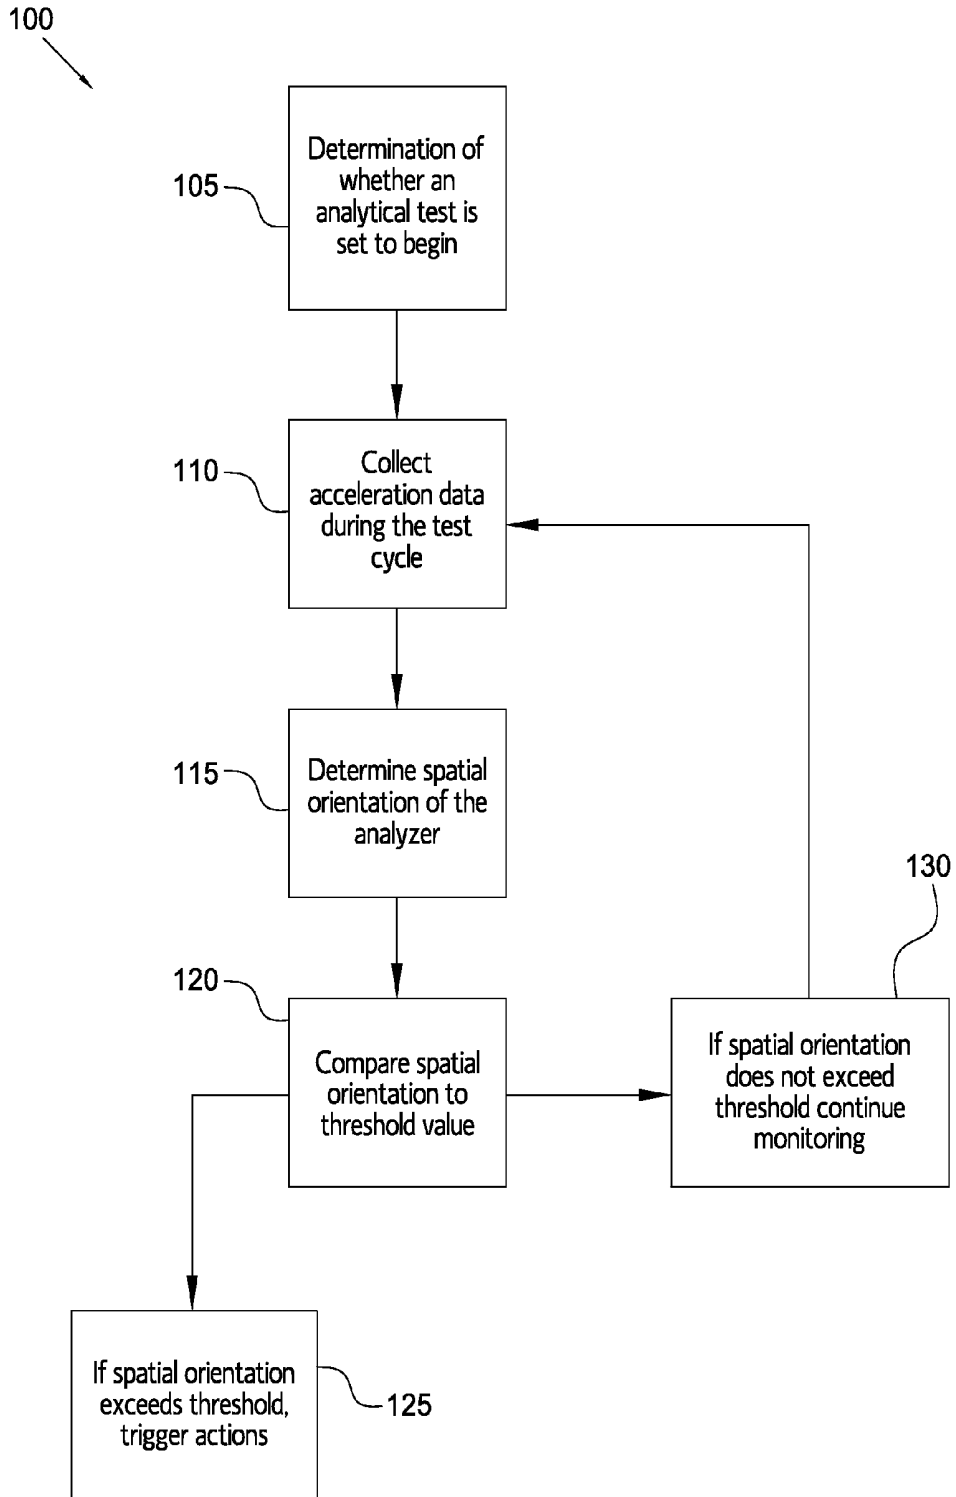 100
105
Determination of
whether an
analytical test is
set to begin
110
Collect
acceleration data
during the test
cycle
115
Determine spatial
orientation of the
analyzer
120
Compare spatial
orientation to
threshold value
130
If spatial orientation
does not exceed
threshold continue
monitoring
If spatial orientation
exceeds threshold,
trigger actions
125